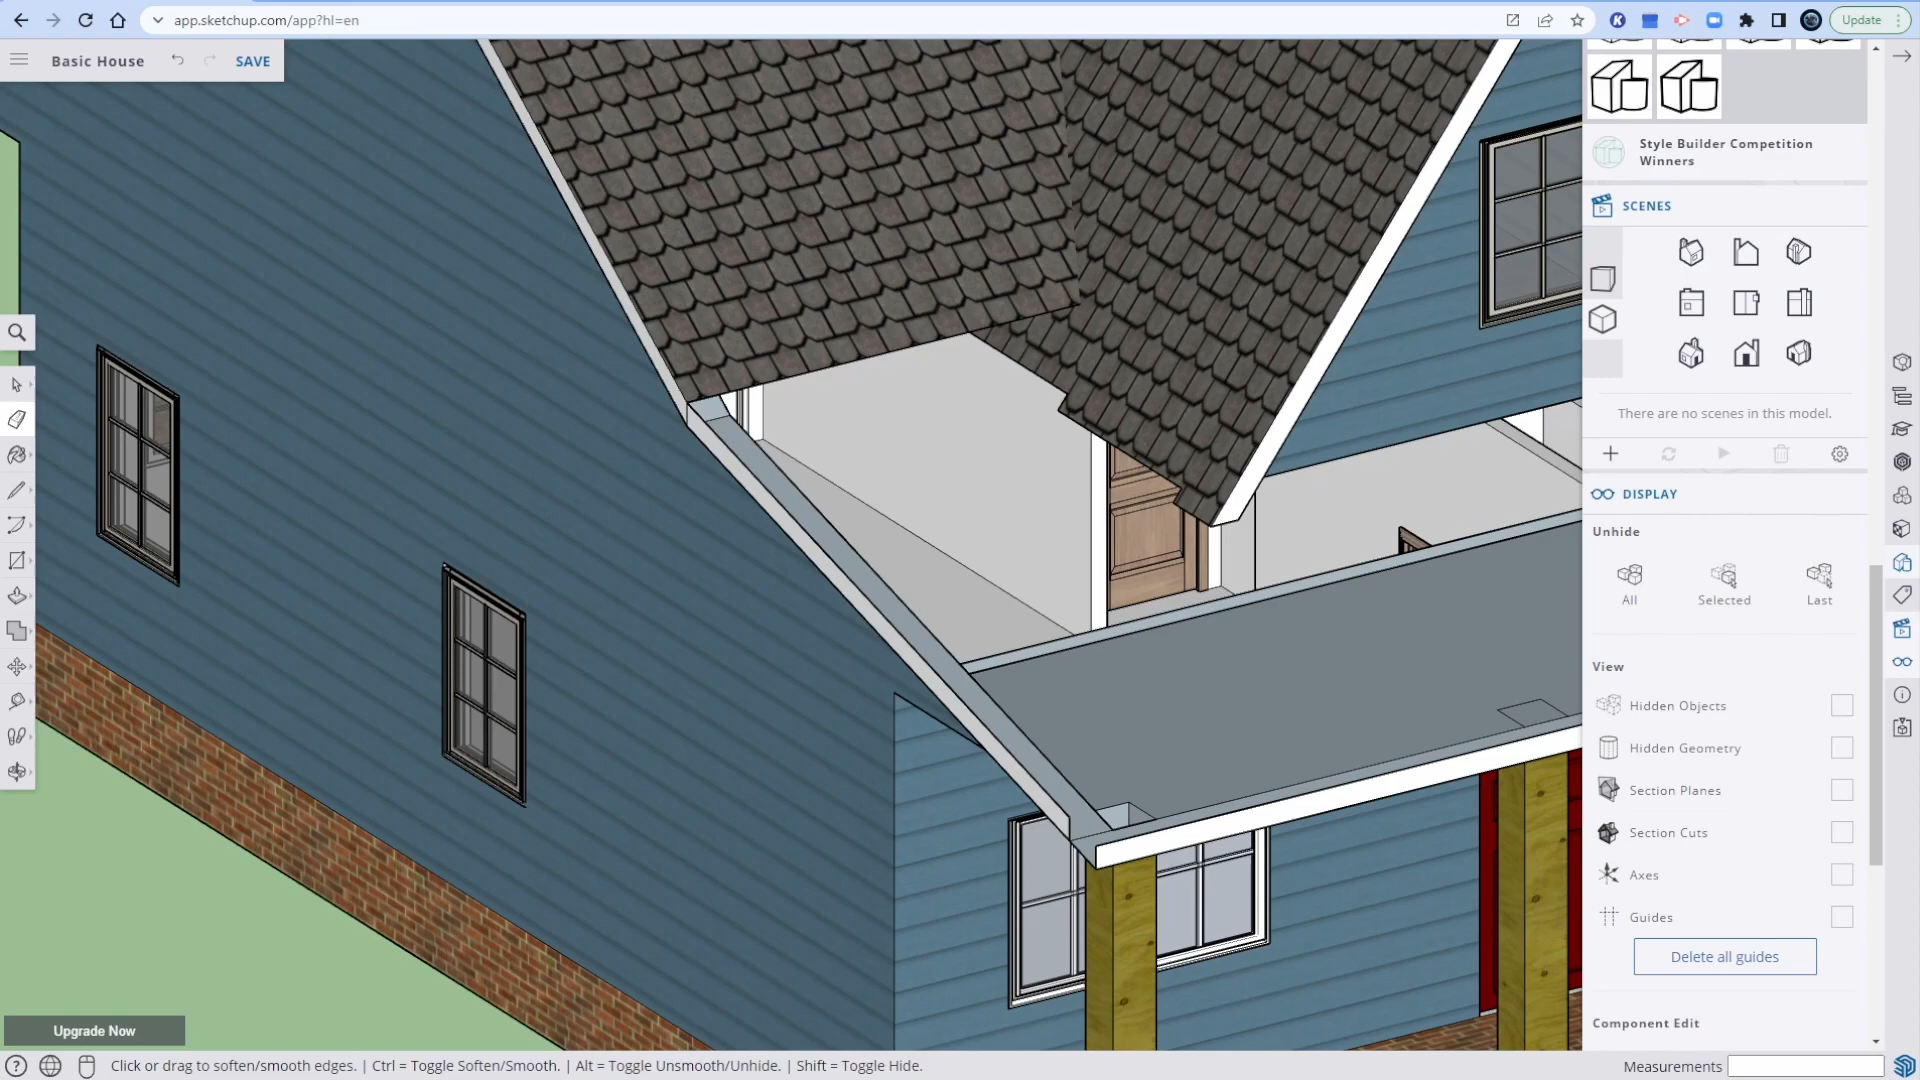 app.sketchup.com/app?hl=en
Update
Basic House
SAVE
Style Builder Competition
Winners
SCENES
There are no scenes in this model.
DISPLAY
Unhide
All
Selected
Last
View
Hidden Objects
Hidden Geometry
Section Planes
Section Cuts
Axes
Guides
Delete all guides
Component Edit
Upgrade Now
Click or drag to soften/smooth edges. | Ctrl = Toggle Soften/Smooth. | Alt = Toggle Unsmooth/Unhide. | Shift = Toggle Hide.
Measurements